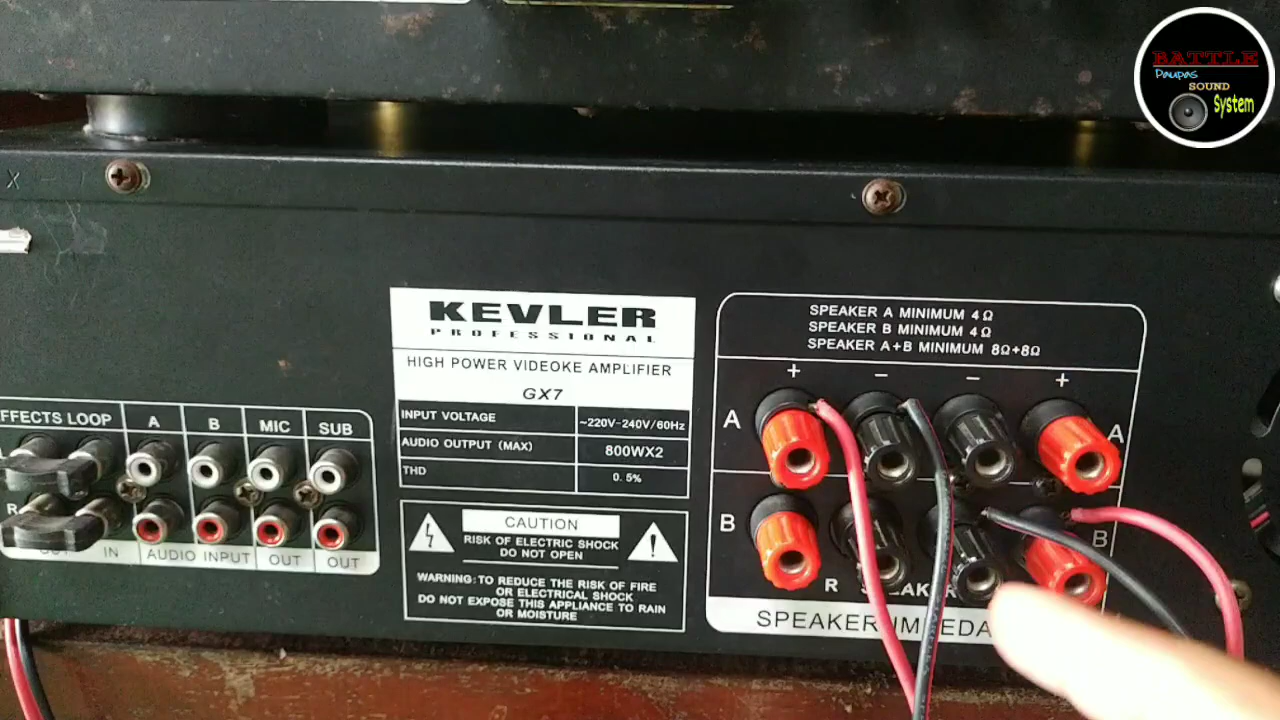 BATTLE
Paupas
SOUND
System
X
KEVLER
PROFESSIONAL
HIGH POWER VIDEOKE AMPLIFIER
GX7
INPUT VOLTAGE ~220V-240V/60Hz
AUDIO OUTPUT (MAX) 800WX2
THD 0.5%
CAUTION
RISK OF ELECTRIC SHOCK
DO NOT OPEN
WARNING: TO REDUCE THE RISK OF FIRE
OR ELECTRICAL SHOCK
DO NOT EXPOSE THIS APPLIANCE TO RAIN
OR MOISTURE
FFECTS LOOP A B MIC SUB
R
IN AUDIO INPUT OUT OUT
SPEAKER A MINIMUM 4Ω
SPEAKER B MINIMUM 4Ω
SPEAKER A+B MINIMUM 8Ω+8Ω
+ − − +
A A
B B
R SPEAKER
SPEAKER IMPEDA